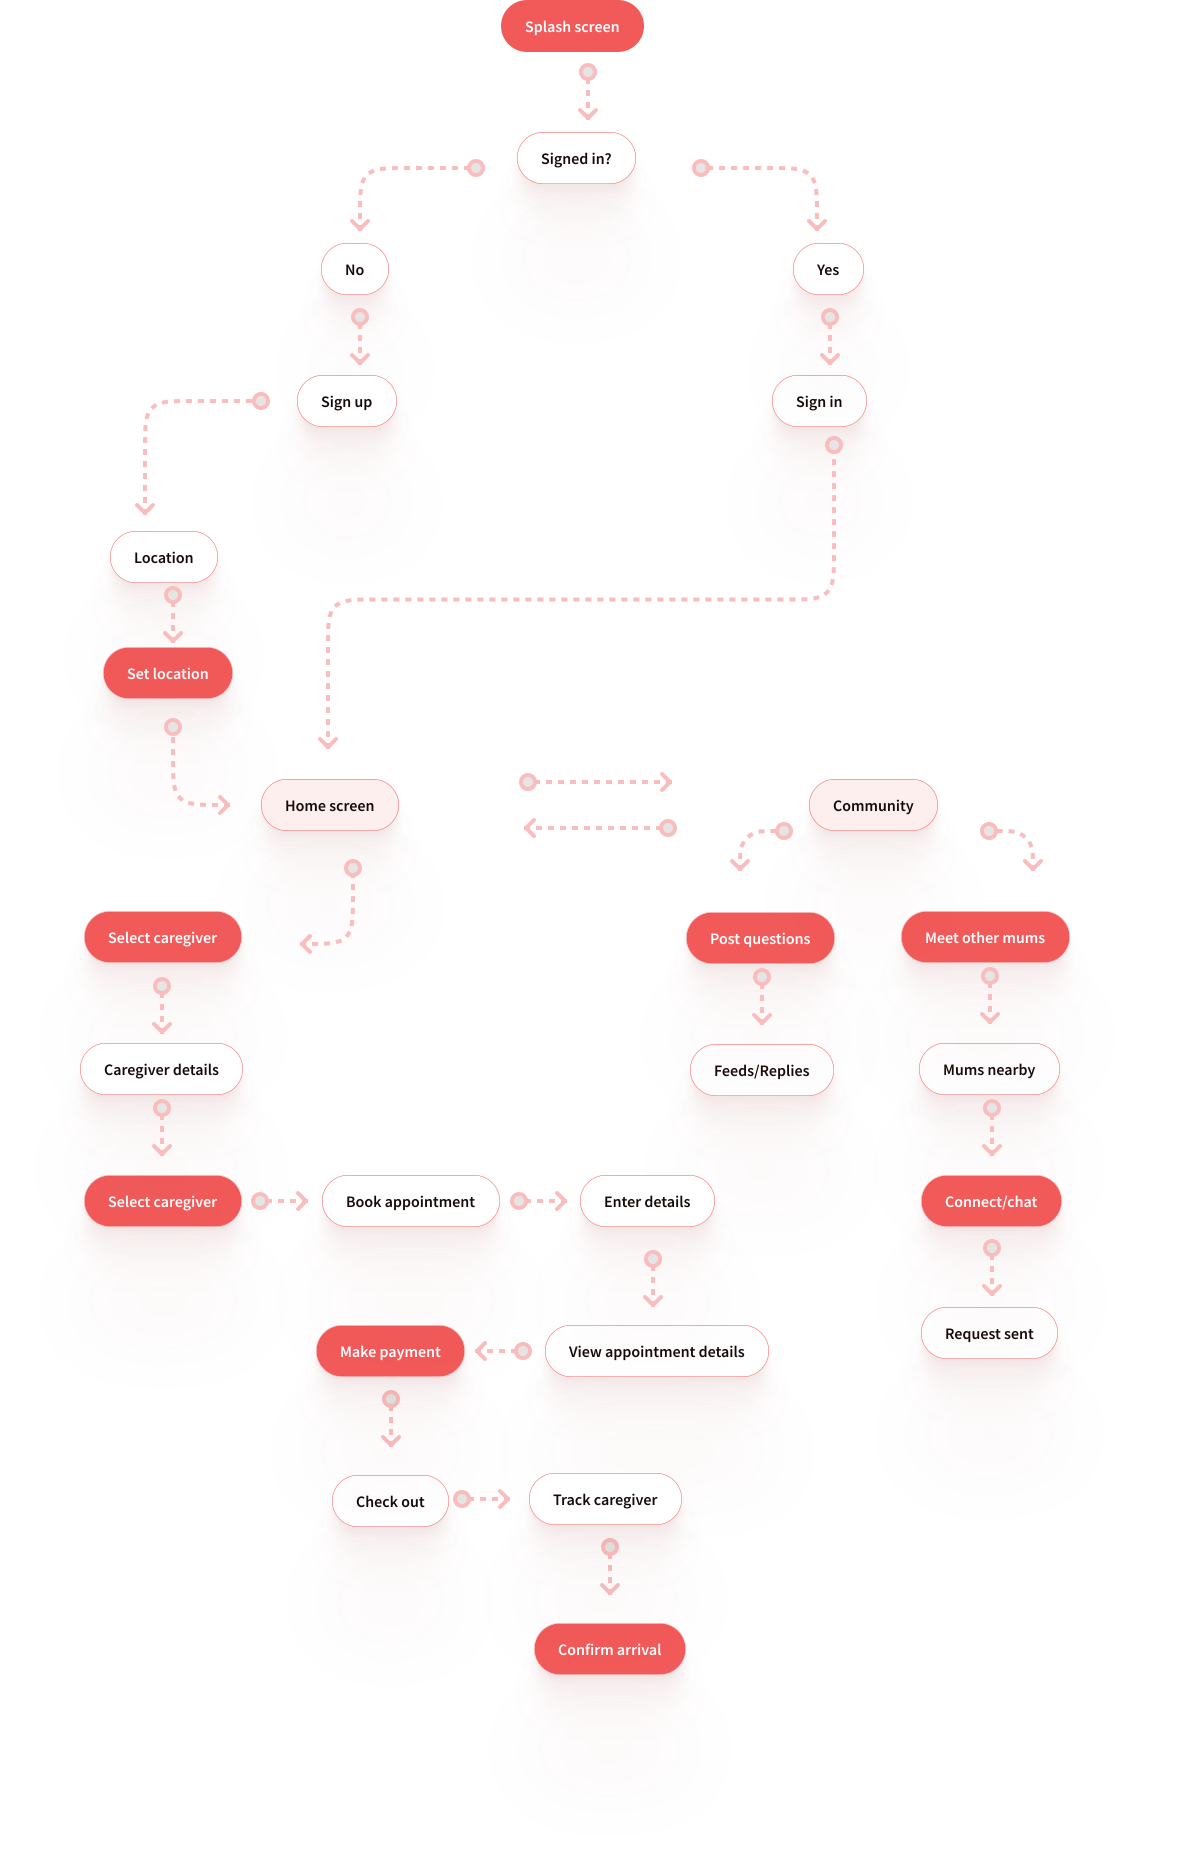 Splash screen
Signed in?
No
Yes
Sign up
Sign in
Location
Set location
Home screen
Community
Select caregiver
Post questions
Meet other mums
Caregiver details
Feeds/Replies
Mums nearby
Select caregiver
Book appointment
Enter details
Connect/chat
Make payment
View appointment details
Request sent
Check out
Track caregiver
Confirm arrival